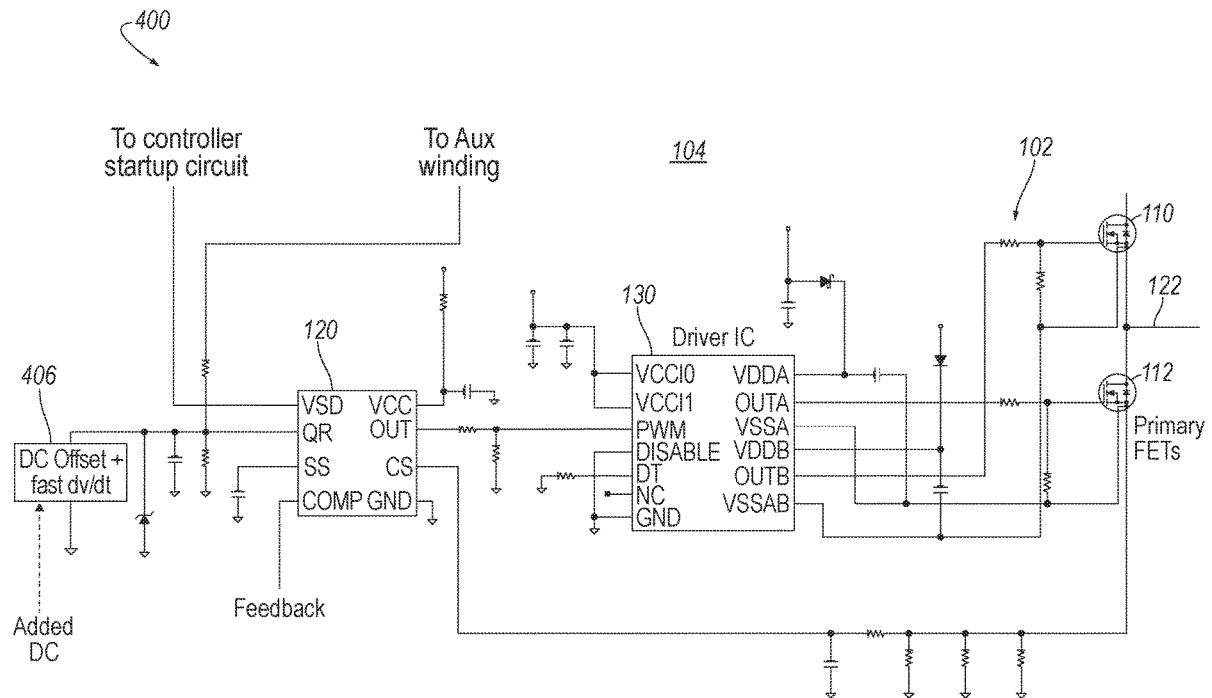 400
To controller
startup circuit
To Aux
winding
104
102
110
122
112
Primary
FETs
130
Driver IC
VCCI0
VCCI1
PWM
DISABLE
DT
NC
GND
VDDA
OUTA
VSSA
VDDB
OUTB
VSSAB
120
VSD
QR
SS
COMP
VCC
OUT
CS
GND
406
DC Offset +
fast dv/dt
Added
DC
Feedback